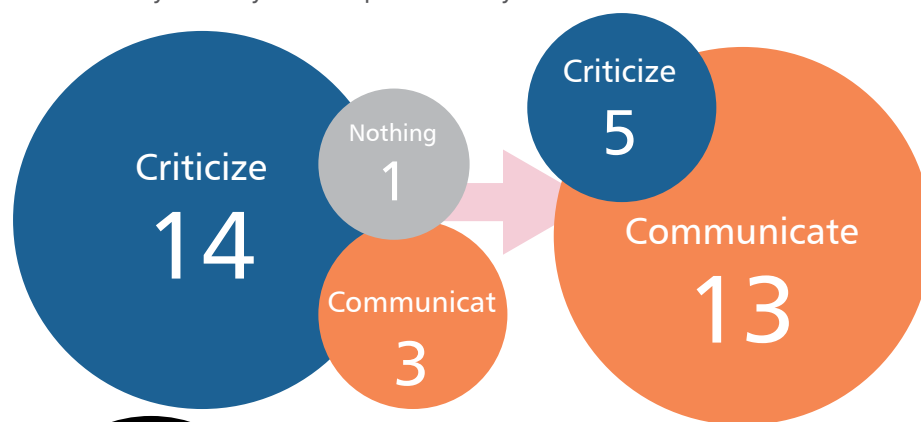 Criticize
14
Nothing
1
Communicat
3
Criticize
5
Communicate
13